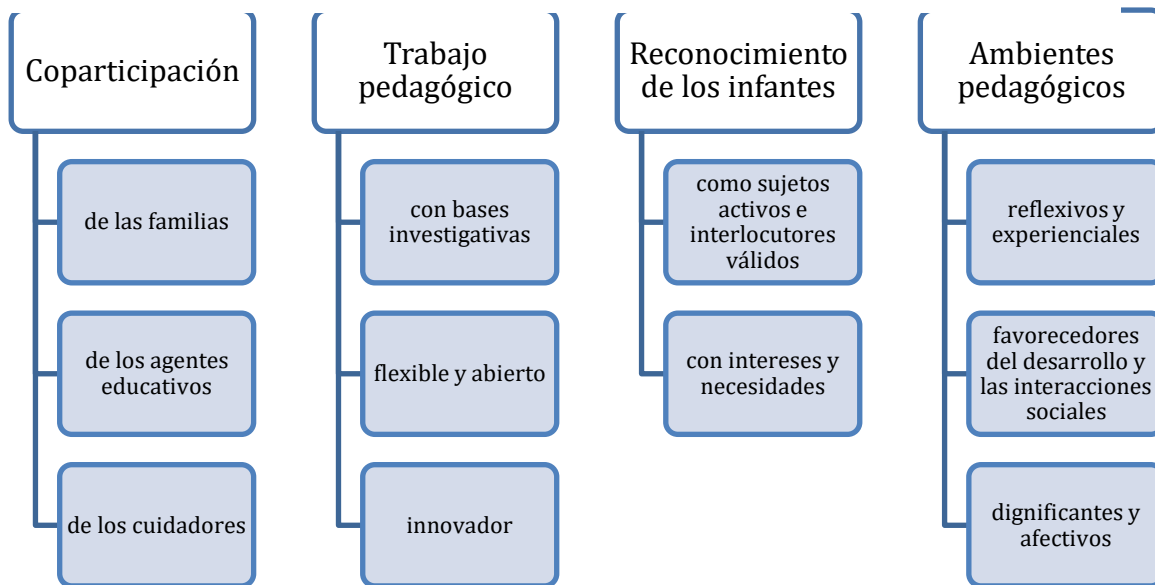 Coparticipación
de las familias
de los agentes
educativos
de los cuidadores
Trabajo
pedagógico
con bases
investigativas
flexible y abierto
innovador
Reconocimiento
de los infantes
como sujetos
activos e
interlocutores
válidos
con intereses y
necesidades
Ambientes
pedagógicos
reflexivos y
experienciales
favorecedores
del desarrollo y
las interacciones
sociales
dignificantes y
afectivos